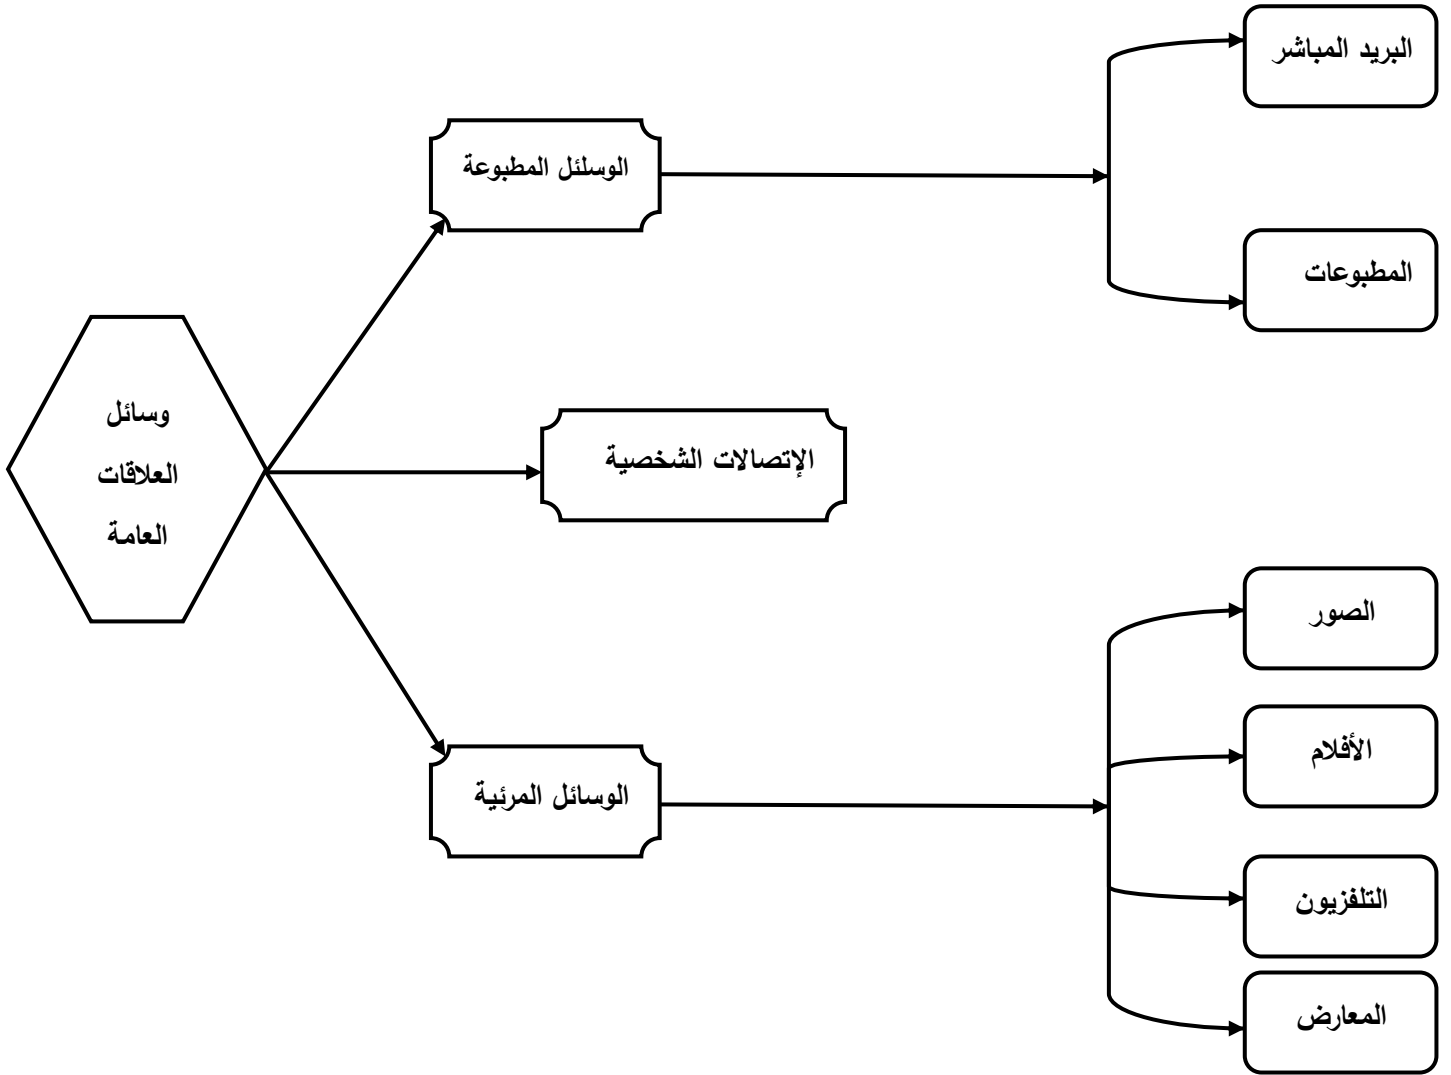 البريد المباشر
الوسلئل المطبوعة
المطبوعات
وسائل
العلاقات
العامة
الإتصالات الشخصية
الصور
الأفلام
الوسائل المرئية
التلفزيون
المعارض